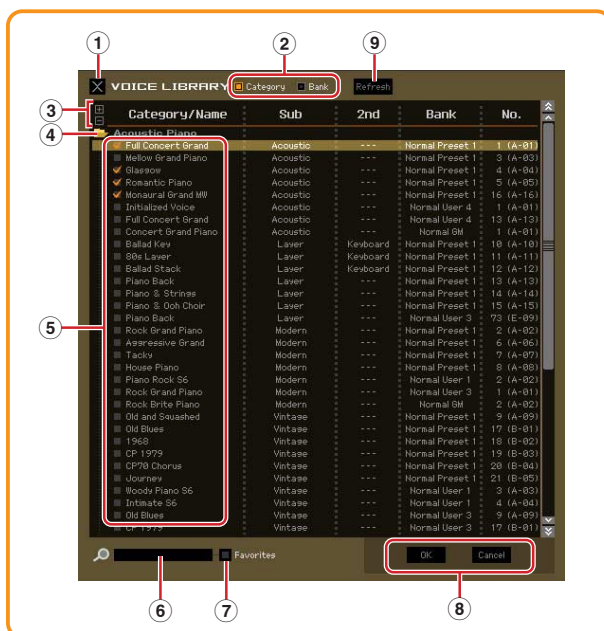 1 2 9
VOICE LIBRARY Category Bank Refresh
3
Category/Name Sub 2nd Bank No.
4 Acoustic Piano
Full Concert Grand Acoustic --- Normal Preset 1 1 (A-01)
Mellow Grand Piano Acoustic --- Normal Preset 1 3 (A-03)
Glasgow Acoustic --- Normal Preset 1 4 (A-04)
Romantic Piano Acoustic --- Normal Preset 1 5 (A-05)
Monaural Grand MW Acoustic --- Normal Preset 1 16 (A-16)
Initialized Voice Acoustic --- Normal User 4 1 (A-01)
Full Concert Grand Acoustic --- Normal User 4 13 (A-13)
Concert Grand Piano Acoustic --- Normal GM 1 (A-01)
Ballad Key Layer Keyboard Normal Preset 1 10 (A-10)
80s Layer Layer Keyboard Normal Preset 1 11 (A-11)
Ballad Stack Layer Keyboard Normal Preset 1 12 (A-12)
Piano Back Layer --- Normal Preset 1 13 (A-13)
Piano & Strings Layer --- Normal Preset 1 14 (A-14)
Piano & Ooh Choir Layer --- Normal Preset 1 15 (A-15)
5 Piano Back Layer --- Normal User 3 73 (E-09)
Rock Grand Piano Modern --- Normal Preset 1 2 (A-02)
Aggressive Grand Modern --- Normal Preset 1 6 (A-06)
Tacky Modern --- Normal Preset 1 7 (A-07)
House Piano Modern --- Normal Preset 1 8 (A-08)
Piano Rock S6 Modern --- Normal User 1 2 (A-02)
Rock Grand Piano Modern --- Normal User 3 1 (A-01)
Rock Brite Piano Modern --- Normal GM 2 (A-02)
Old and Squashed Vintage --- Normal Preset 1 9 (A-09)
Old Blues Vintage --- Normal Preset 1 17 (B-01)
1968 Vintage --- Normal Preset 1 18 (B-02)
CP 1979 Vintage --- Normal Preset 1 19 (B-03)
CP70 Chorus Vintage --- Normal Preset 1 20 (B-04)
Journey Vintage --- Normal Preset 1 21 (B-05)
Woody Piano S6 Vintage --- Normal User 1 3 (A-03)
Intimate S6 Vintage --- Normal User 1 4 (A-04)
Old Blues Vintage --- Normal User 3 9 (A-09)
CP 1979 Vintage --- Normal User 3 17 (B-01)
Favorites OK Cancel
6 7 8